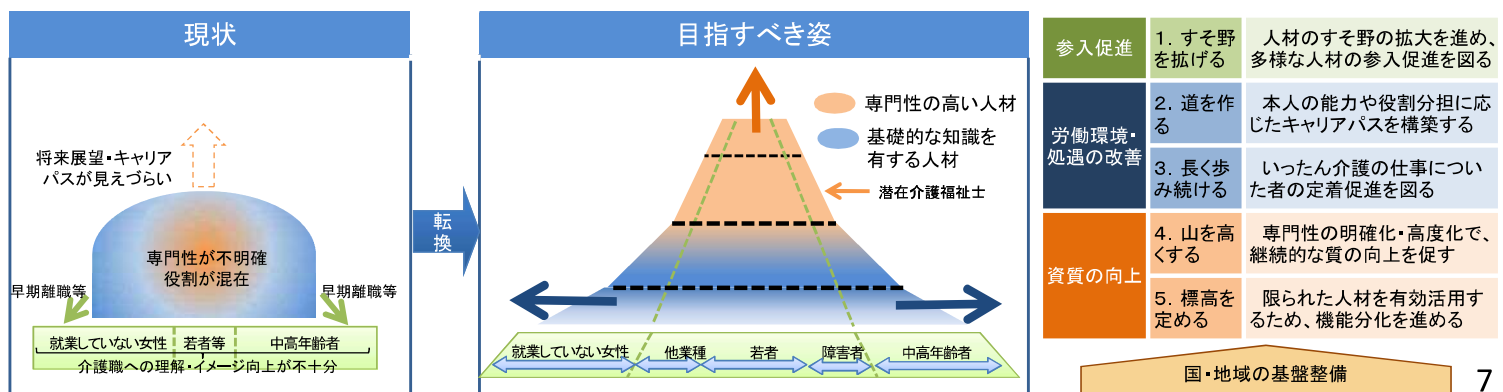 現状
将来展望・キャリア
パスが見えづらい
専門性が不明確
役割が混在
早期離職等
早期離職等
就業していない女性
若者等
中高年齢者
介護職への理解・イメージ向上が不十分
転換
目指すべき姿
専門性の高い人材
基礎的な知識を
有する人材
潜在介護福祉士
就業していない女性
他業種
若者
障害者
中高年齢者
参入促進
1. すそ野
を拡げる
人材のすそ野の拡大を進め、
多様な人材の参入促進を図る
労働環境・
処遇の改善
2. 道を作
る
本人の能力や役割分担に応
じたキャリアパスを構築する
3. 長く歩
み続ける
いったん介護の仕事につい
た者の定着促進を図る
資質の向上
4. 山を高
くする
専門性の明確化・高度化で、
継続的な質の向上を促す
5. 標高を
定める
限られた人材を有効活用す
るため、機能分化を進める
国・地域の基盤整備
7